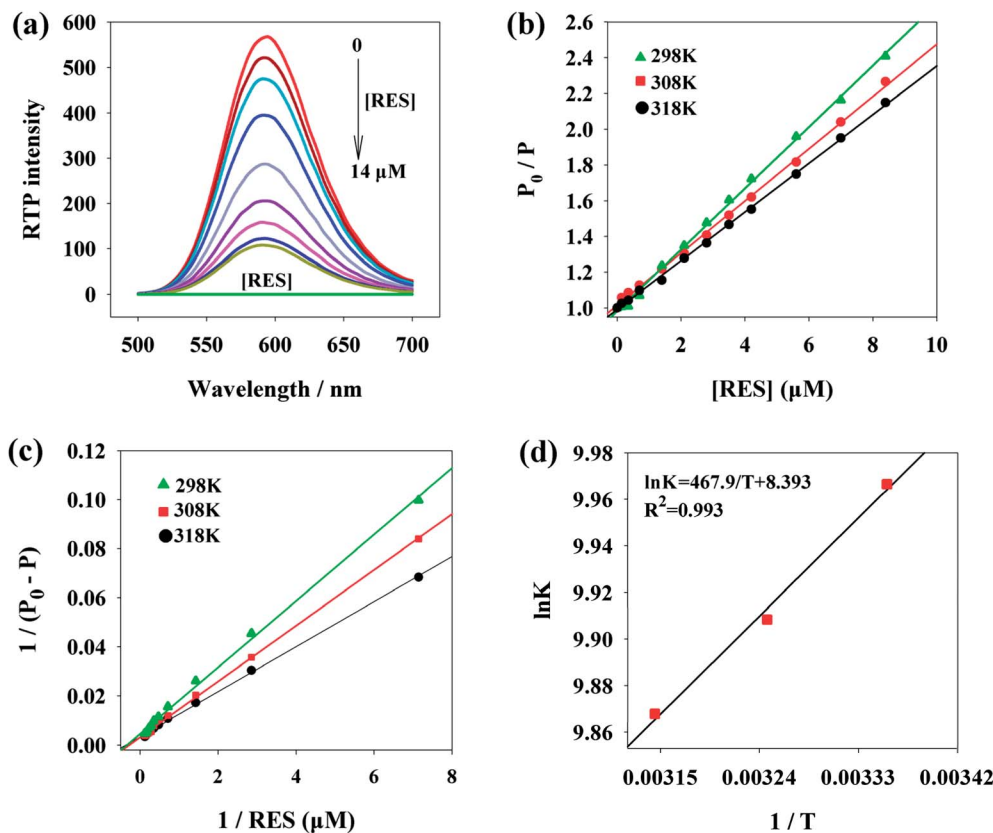 (a)
600
500
400
300
200
100
0
RTP intensity
0
[RES]
14 μM
[RES]
500
550
600
650
700
Wavelength / nm
(b)
2.6
2.4
2.2
2.0
1.8
1.6
1.4
1.2
1.0
P0 / P
298K
308K
318K
0
2
4
6
8
10
[RES] (μM)
(c)
0.12
0.10
0.08
0.06
0.04
0.02
0.00
1 / (P0 - P)
298K
308K
318K
0
2
4
6
8
1 / RES (μM)
(d)
9.98
9.96
9.94
9.92
9.90
9.88
9.86
lnK
lnK=467.9/T+8.393
R2=0.993
0.00315
0.00324
0.00333
0.00342
1 / T